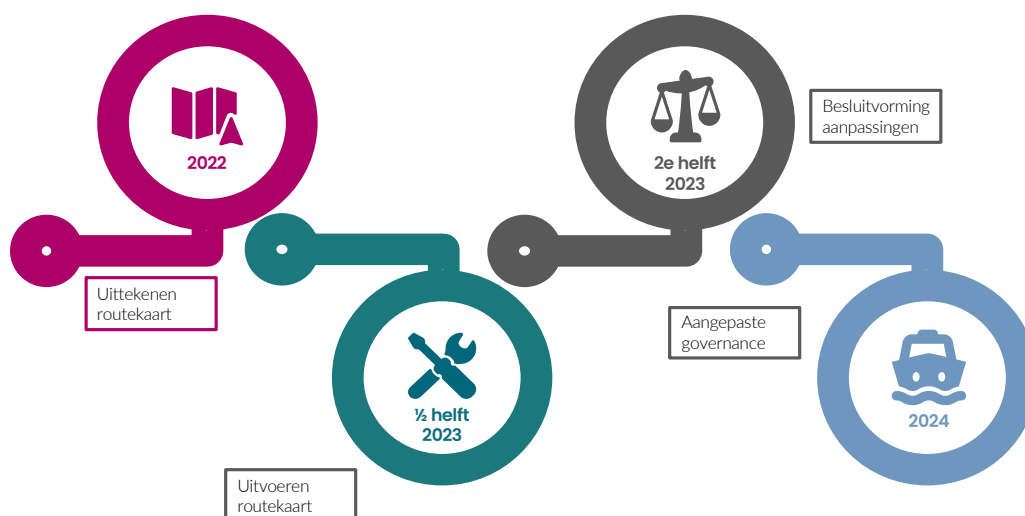 2022
Uittekenen
routekaart
½ helft
2023
Uitvoeren
routekaart
2e helft
2023
Besluitvorming
aanpassingen
Aangepaste
governance
2024